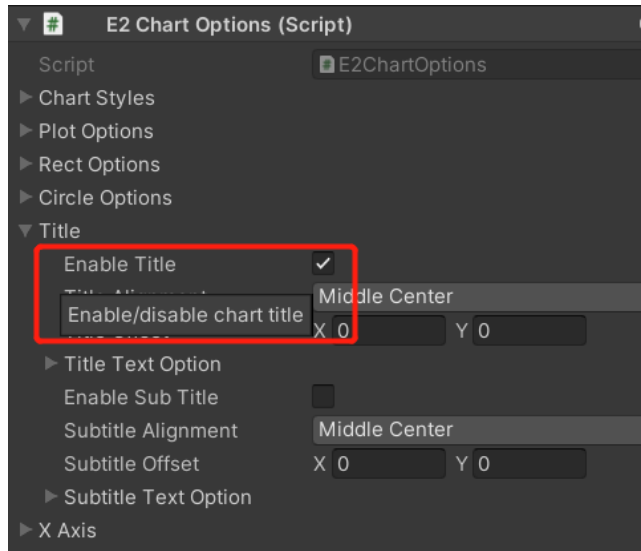 E2 Chart Options (Script)
Script E2ChartOptions
Chart Styles
Plot Options
Rect Options
Circle Options
Title
Enable Title
Middle Center
Enable/disable chart title
X 0 Y 0
Title Text Option
Enable Sub Title
Subtitle Alignment Middle Center
Subtitle Offset X 0 Y 0
Subtitle Text Option
X Axis